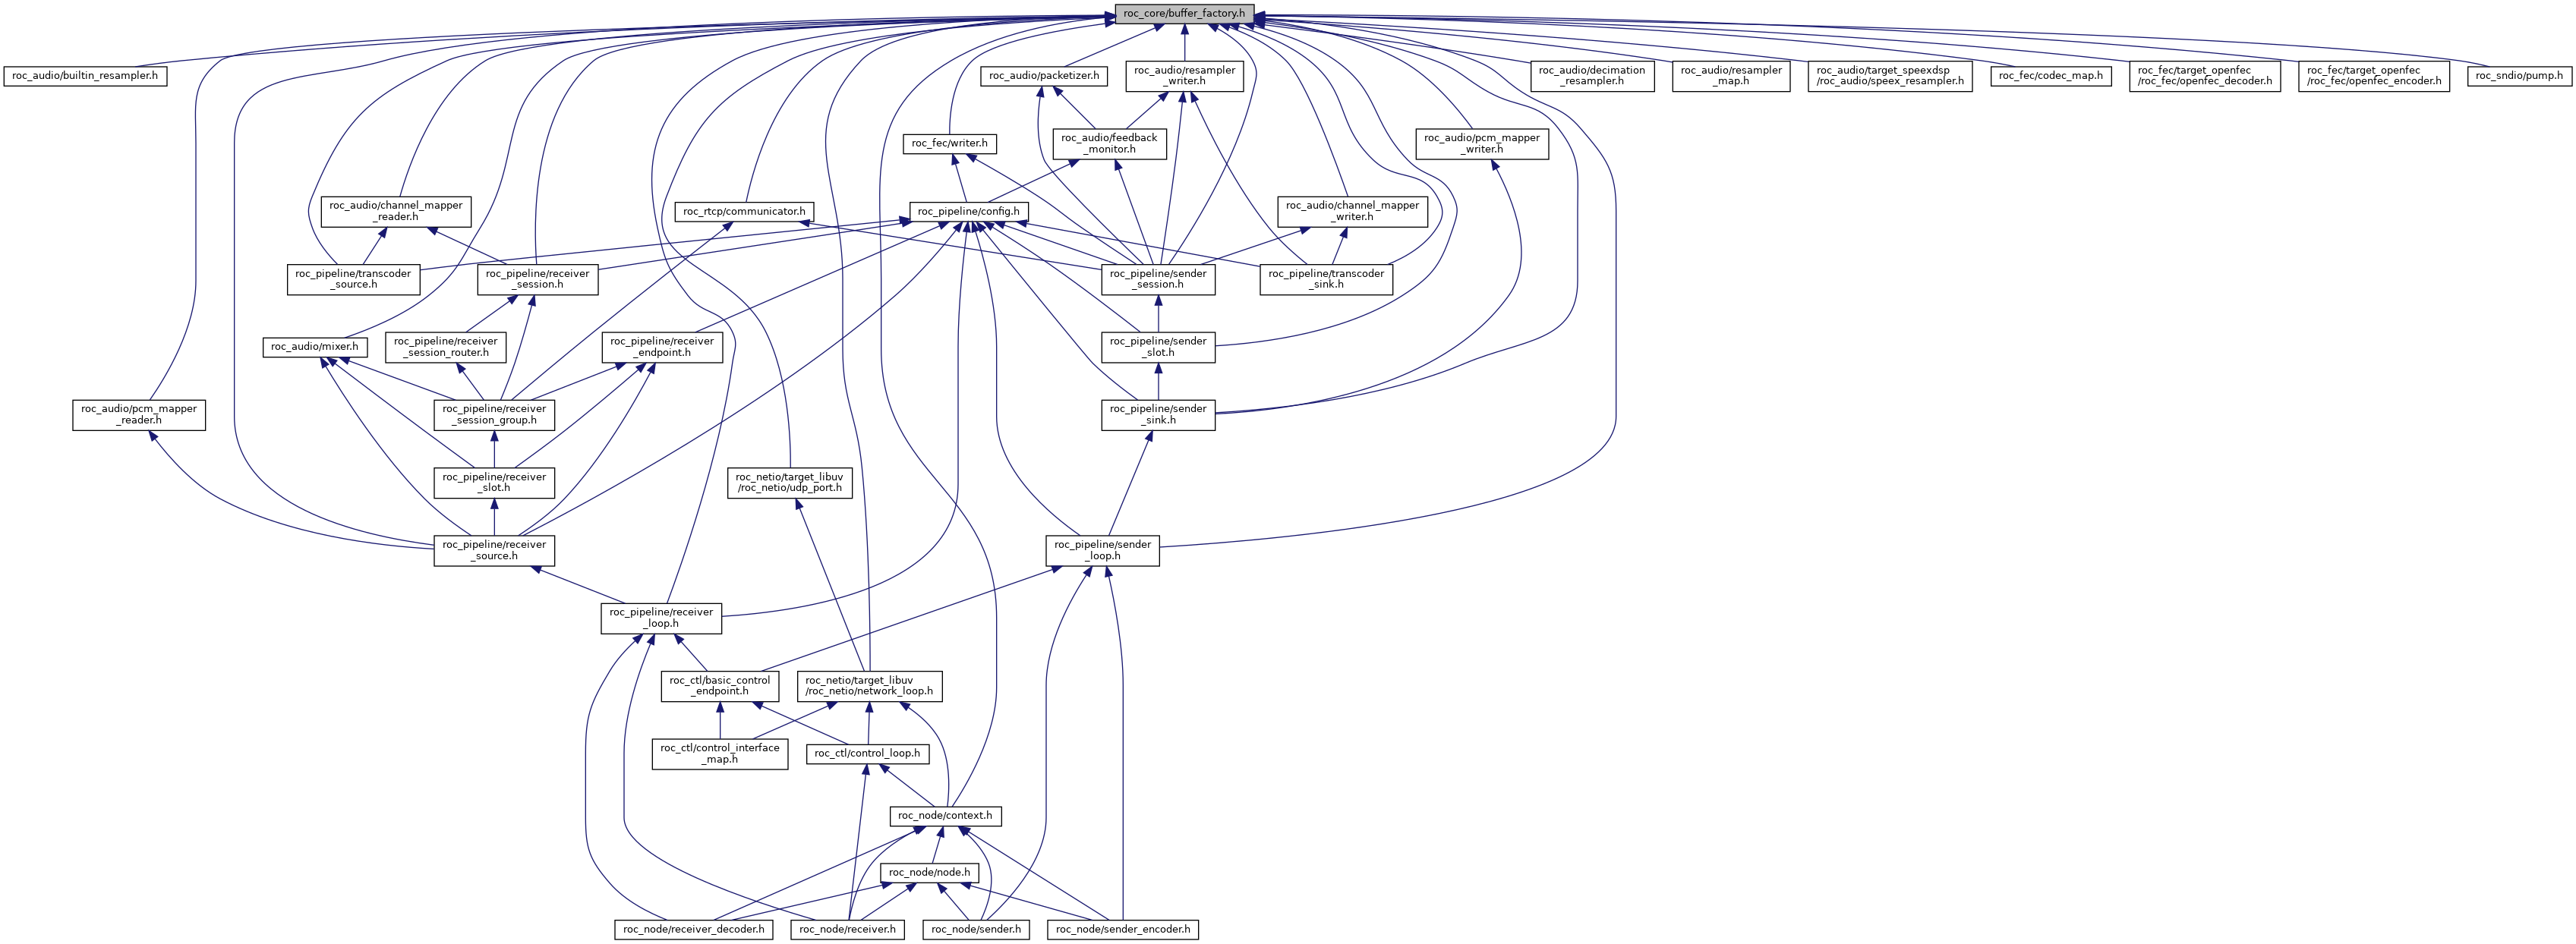 roc_core/buffer_factory.h
roc_audio/builtin_resampler.h
roc_audio/packetizer.h
roc_audio/resampler
_writer.h
roc_audio/decimation
_resampler.h
roc_audio/resampler
_map.h
roc_audio/target_speexdsp
/roc_audio/speex_resampler.h
roc_fec/codec_map.h
roc_fec/target_openfec
/roc_fec/openfec_decoder.h
roc_fec/target_openfec
/roc_fec/openfec_encoder.h
roc_sndio/pump.h
roc_fec/writer.h
roc_audio/feedback
_monitor.h
roc_audio/pcm_mapper
_writer.h
roc_audio/channel_mapper
_reader.h
roc_rtcp/communicator.h
roc_pipeline/config.h
roc_audio/channel_mapper
_writer.h
roc_pipeline/transcoder
_source.h
roc_pipeline/receiver
_session.h
roc_pipeline/sender
_session.h
roc_pipeline/transcoder
_sink.h
roc_audio/mixer.h
roc_pipeline/receiver
_session_router.h
roc_pipeline/receiver
_endpoint.h
roc_pipeline/sender
_slot.h
roc_audio/pcm_mapper
_reader.h
roc_pipeline/receiver
_session_group.h
roc_pipeline/sender
_sink.h
roc_pipeline/receiver
_slot.h
roc_netio/target_libuv
/roc_netio/udp_port.h
roc_pipeline/receiver
_source.h
roc_pipeline/sender
_loop.h
roc_pipeline/receiver
_loop.h
roc_ctl/basic_control
_endpoint.h
roc_netio/target_libuv
/roc_netio/network_loop.h
roc_ctl/control_interface
_map.h
roc_ctl/control_loop.h
roc_node/context.h
roc_node/node.h
roc_node/receiver_decoder.h
roc_node/receiver.h
roc_node/sender.h
roc_node/sender_encoder.h